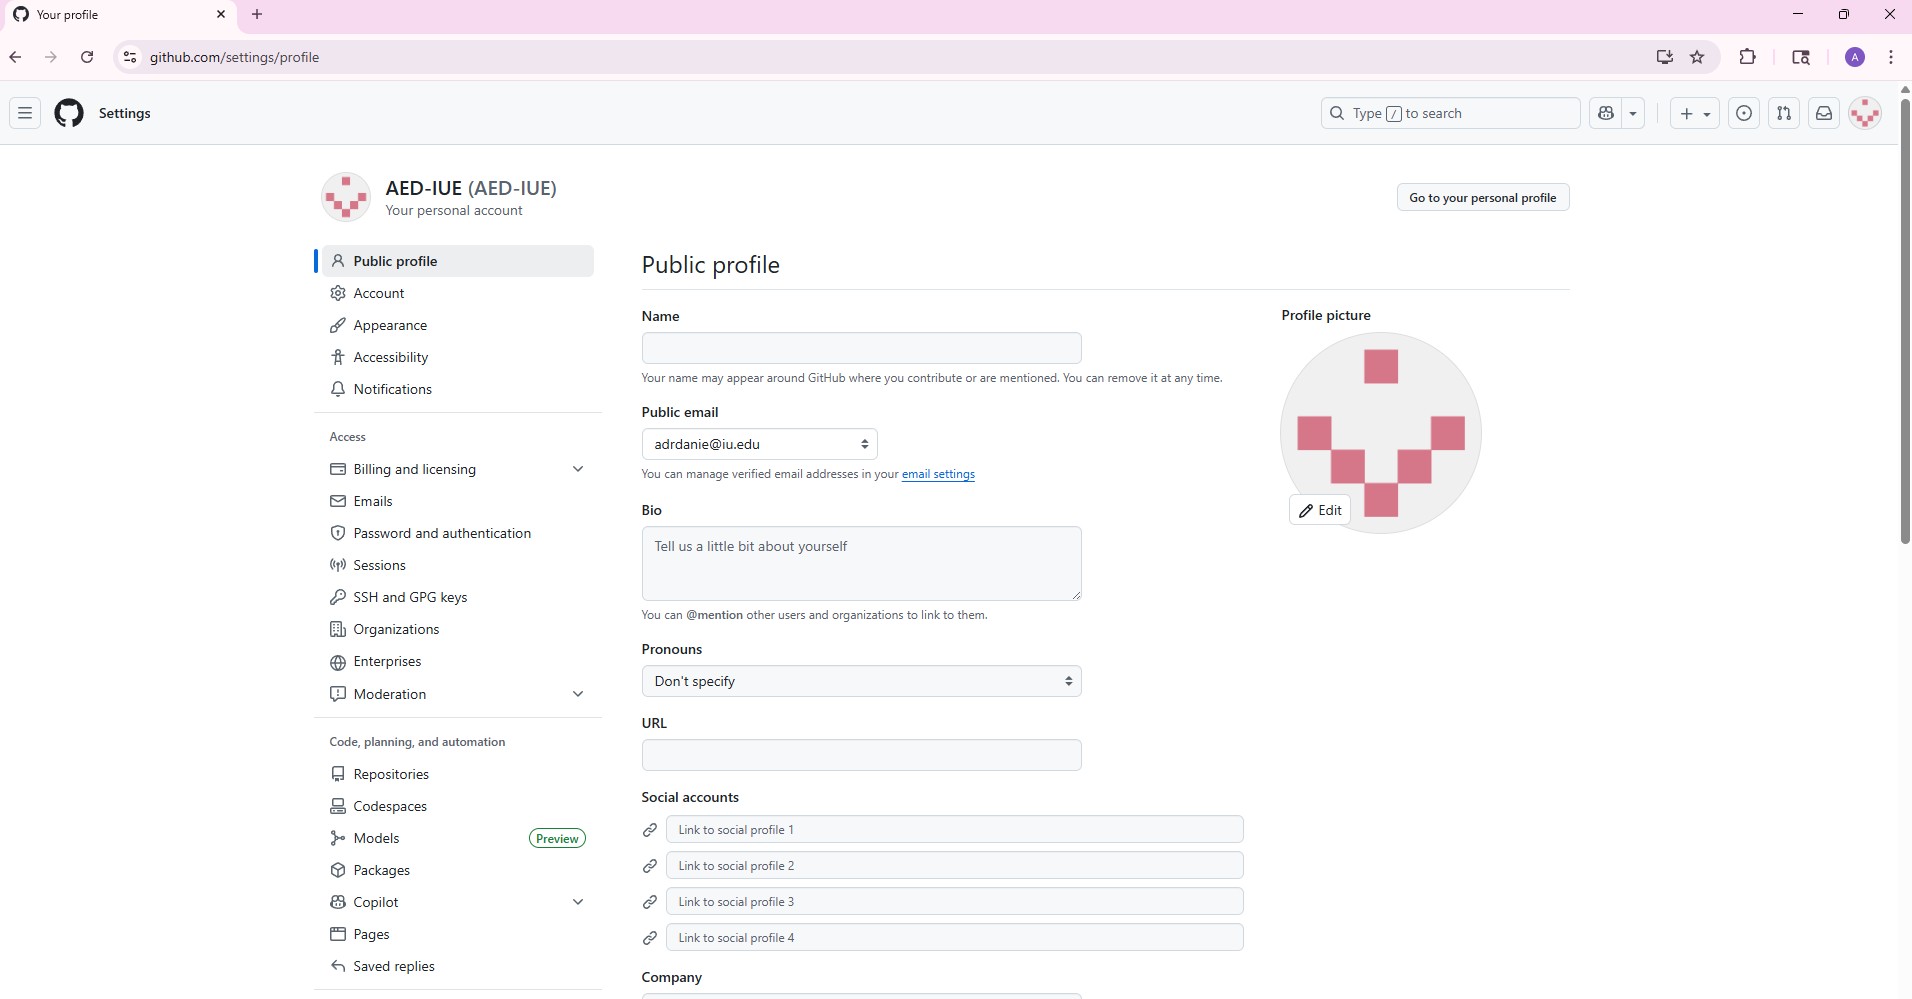 Your profile
github.com/settings/profile
A
Settings
Type / to search
AED-IUE (AED-IUE)
Your personal account
Go to your personal profile
Public profile
Account
Appearance
Accessibility
Notifications
Access
Billing and licensing
Emails
Password and authentication
Sessions
SSH and GPG keys
Organizations
Enterprises
Moderation
Code, planning, and automation
Repositories
Codespaces
Models Preview
Packages
Copilot
Pages
Saved replies
Public profile
Name
Your name may appear around GitHub where you contribute or are mentioned. You can remove it at any time.
Public email
adrdanie@iu.edu
You can manage verified email addresses in your email settings
Bio
Tell us a little bit about yourself
You can @mention other users and organizations to link to them.
Pronouns
Don't specify
URL
Social accounts
Link to social profile 1
Link to social profile 2
Link to social profile 3
Link to social profile 4
Company
Profile picture
Edit